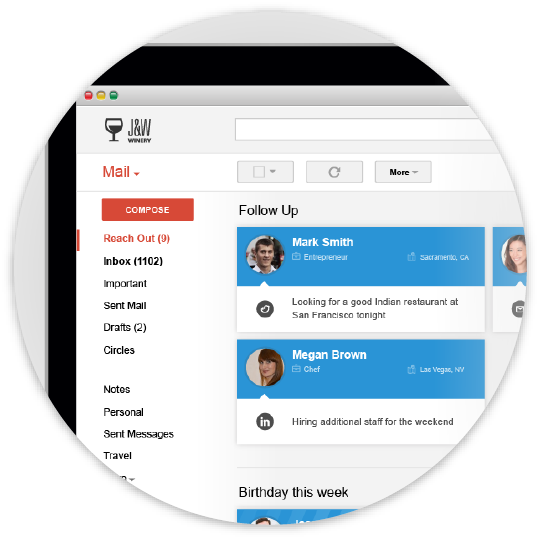 J&W
WINERY
Mail
More
COMPOSE
Follow Up
Reach Out (9)
Mark Smith
Entrepreneur
Sacramento, CA
Inbox (1102)
Important
Sent Mail
Looking for a good Indian restaurant at
San Francisco tonight
Drafts (2)
Circles
Megan Brown
Chef
Las Vegas, NV
Notes
Personal
in
Hiring additional staff for the weekend
Sent Messages
Travel
Birthday this week